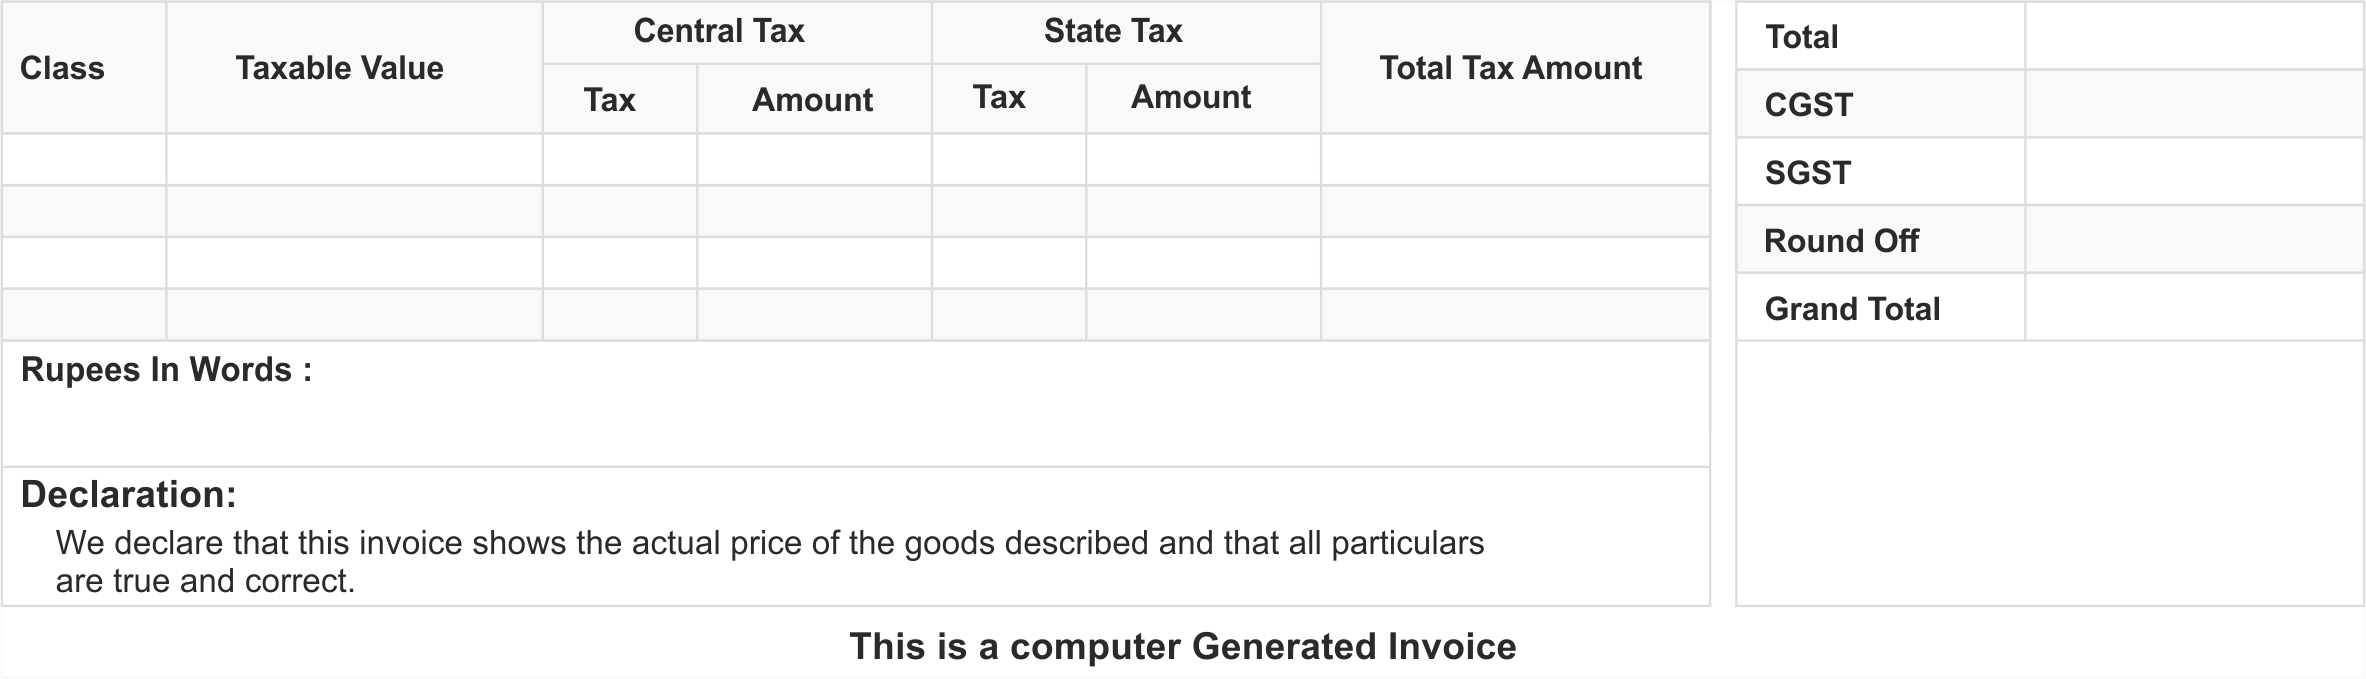 Class
Taxable Value
Central Tax
State Tax
Total Tax Amount
Tax
Amount
Tax
Amount
Rupees In Words :
Declaration:
We declare that this invoice shows the actual price of the goods described and that all particulars
are true and correct.
Total
CGST
SGST
Round Off
Grand Total
This is a computer Generated Invoice